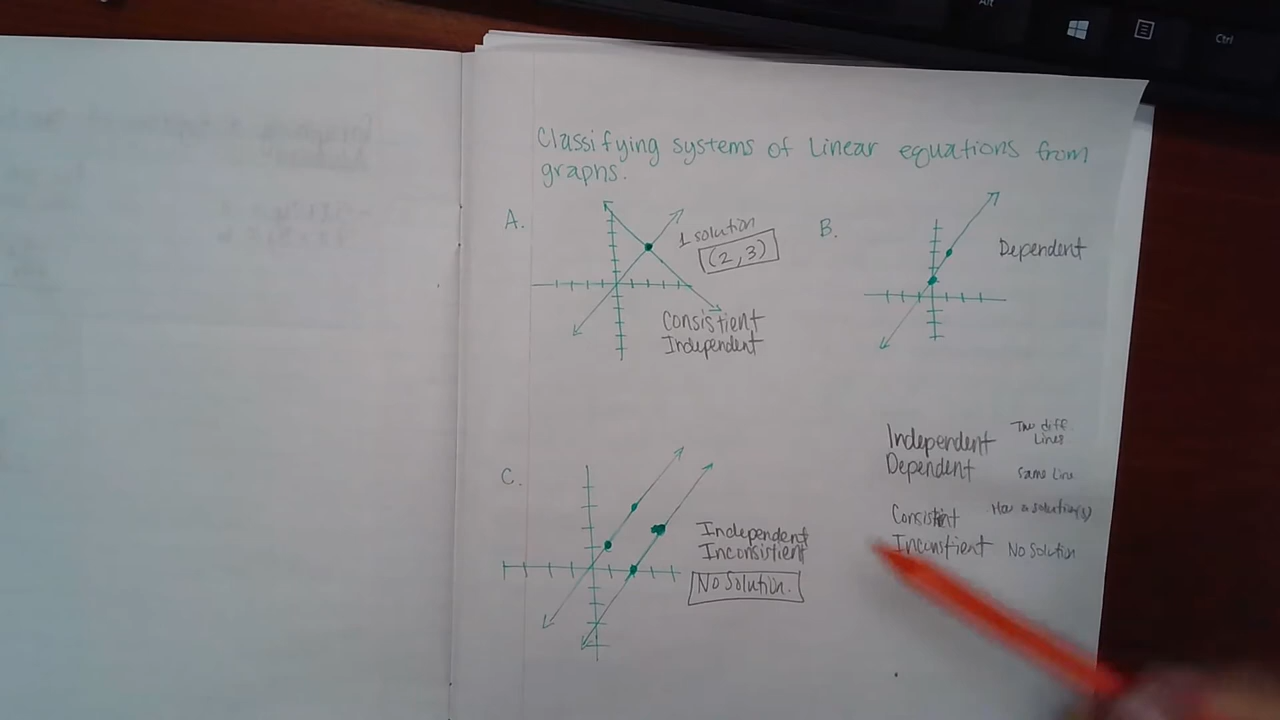 Classifying systems of Linear equations from
graphs.
A.
1 solution
(2,3)
Consistient
Independent
B.
Dependent
Independent Two diff. Lines
Dependent Same Line
Consistent Has a solution(s)
Inconstient No Solution
C.
Independent
Inconsistient
No Solution.
Alt
Ctrl